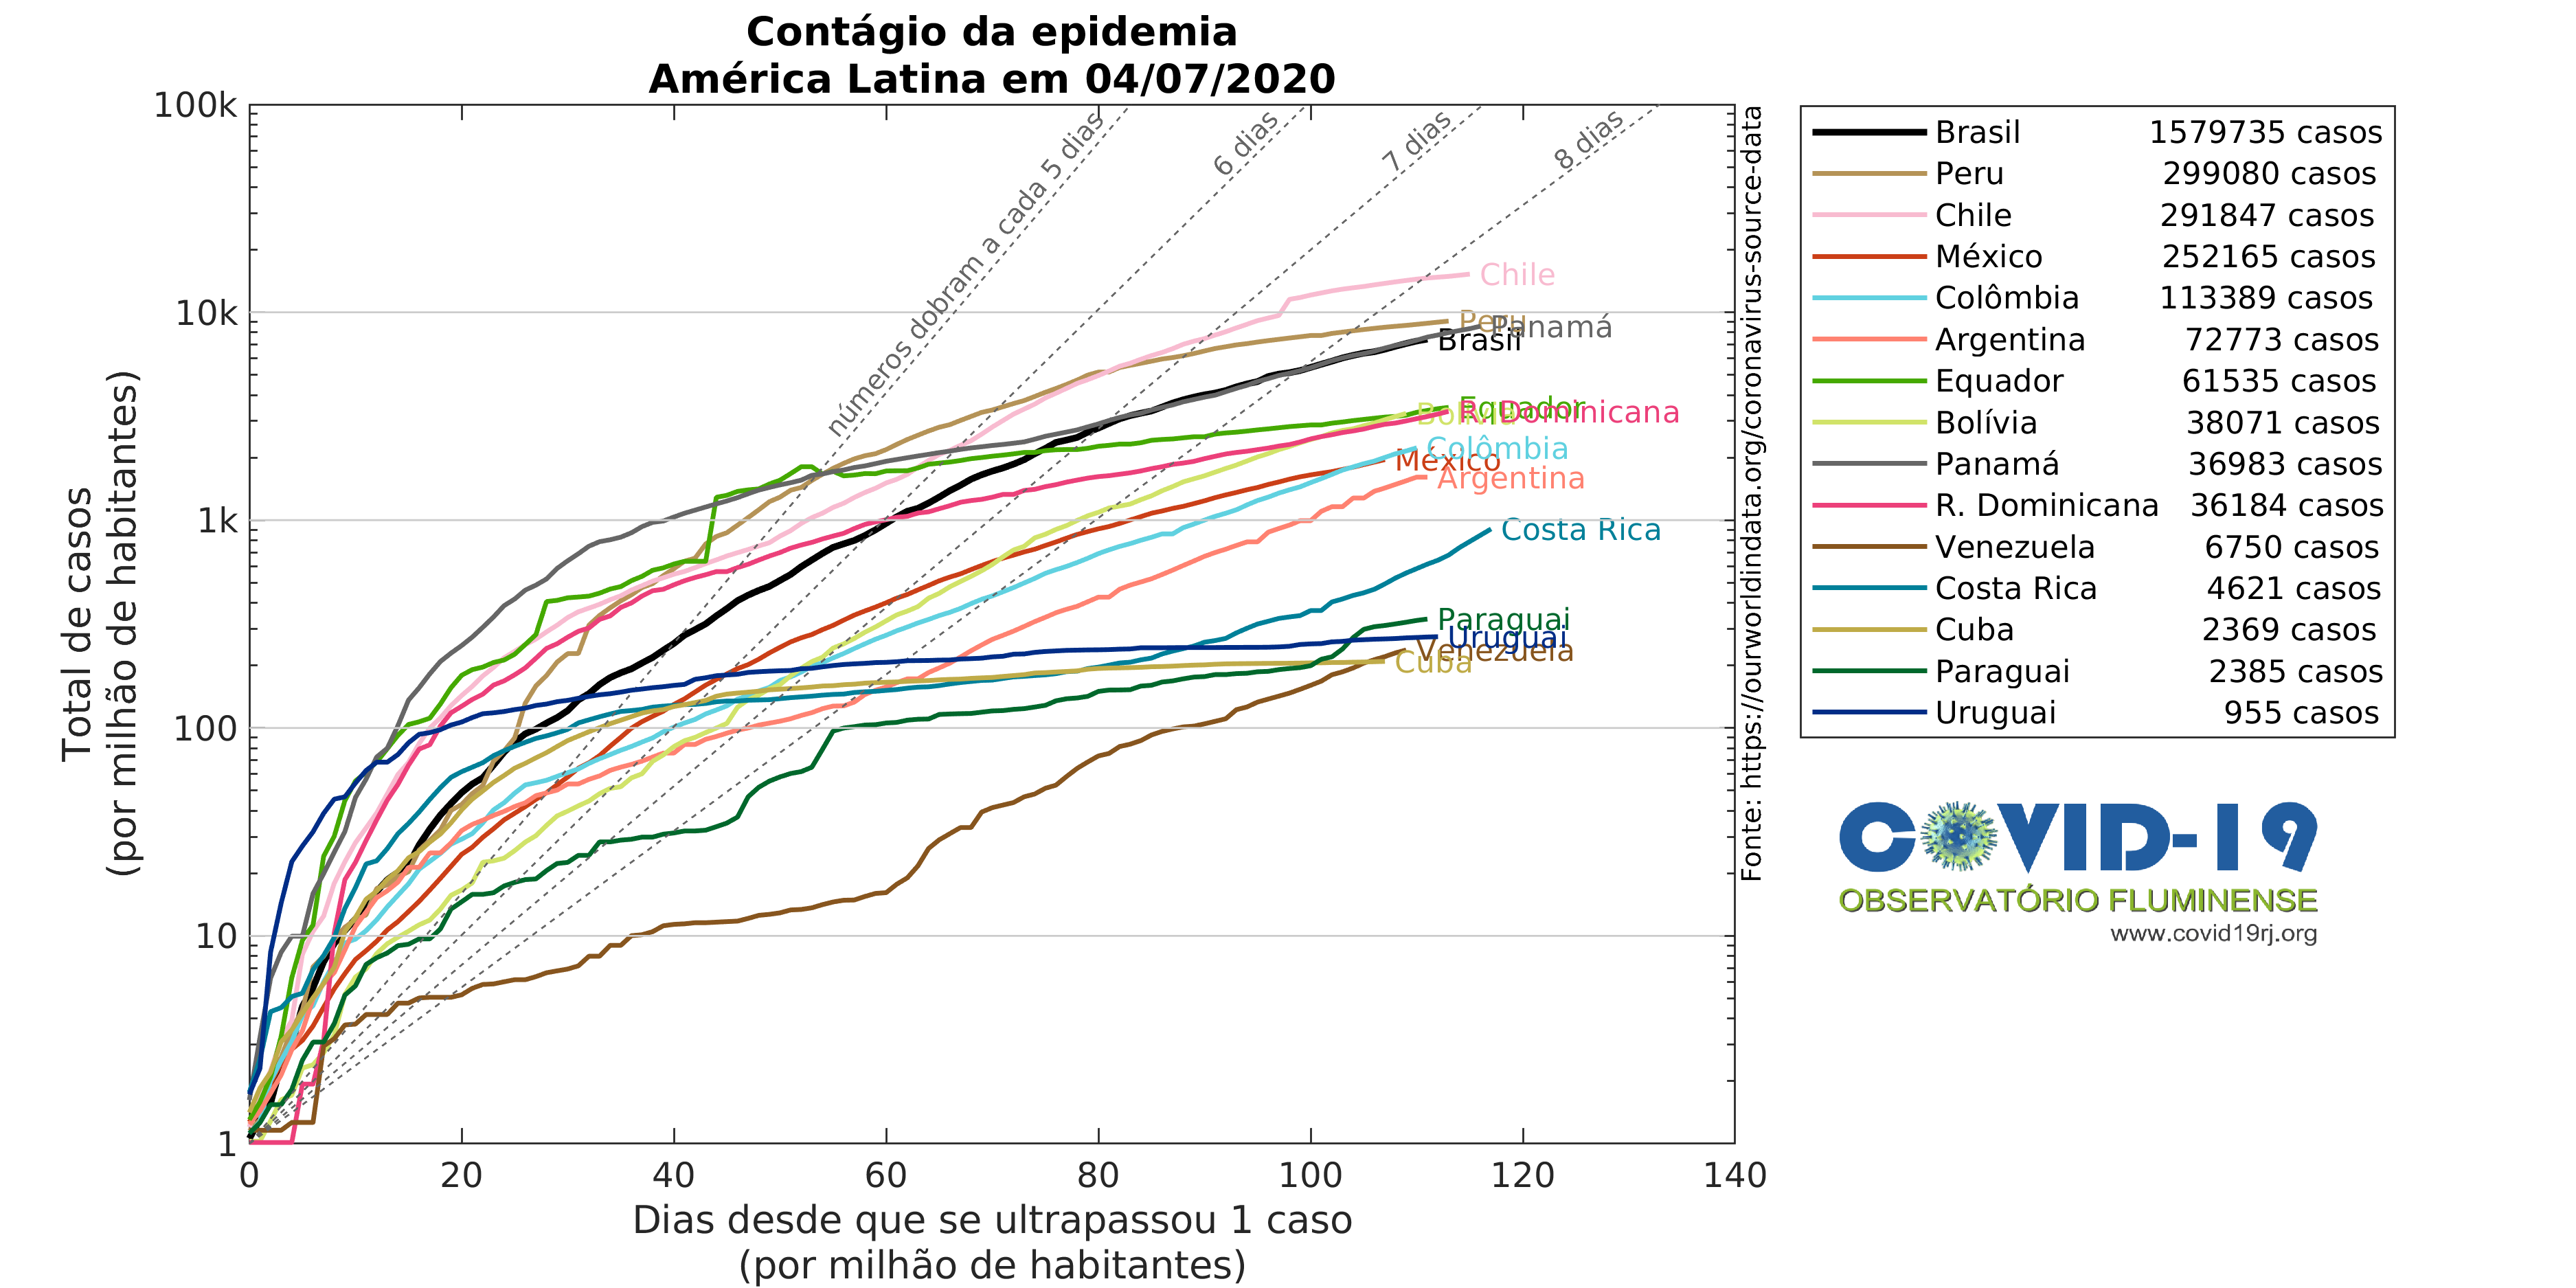 Contágio da epidemia
América Latina em 04/07/2020
Total de casos
(por milhão de habitantes)
100k
10k
1k
100
10
1
0 20 40 60 80 100 120 140
Dias desde que se ultrapassou 1 caso
(por milhão de habitantes)
números dobram a cada 5 dias
6 dias
7 dias
8 dias
Chile
Peru
Panamá
Brasil
Equador
Bolívia
R. Dominicana
Colômbia
México
Argentina
Costa Rica
Paraguai
Uruguai
Venezuela
Cuba
Fonte: https://ourworldindata.org/coronavirus-source-data
Brasil 1579735 casos
Peru 299080 casos
Chile 291847 casos
México 252165 casos
Colômbia 113389 casos
Argentina 72773 casos
Equador 61535 casos
Bolívia 38071 casos
Panamá 36983 casos
R. Dominicana 36184 casos
Venezuela 6750 casos
Costa Rica 4621 casos
Cuba 2369 casos
Paraguai 2385 casos
Uruguai 955 casos
COVID-19
OBSERVATÓRIO FLUMINENSE
www.covid19rj.org